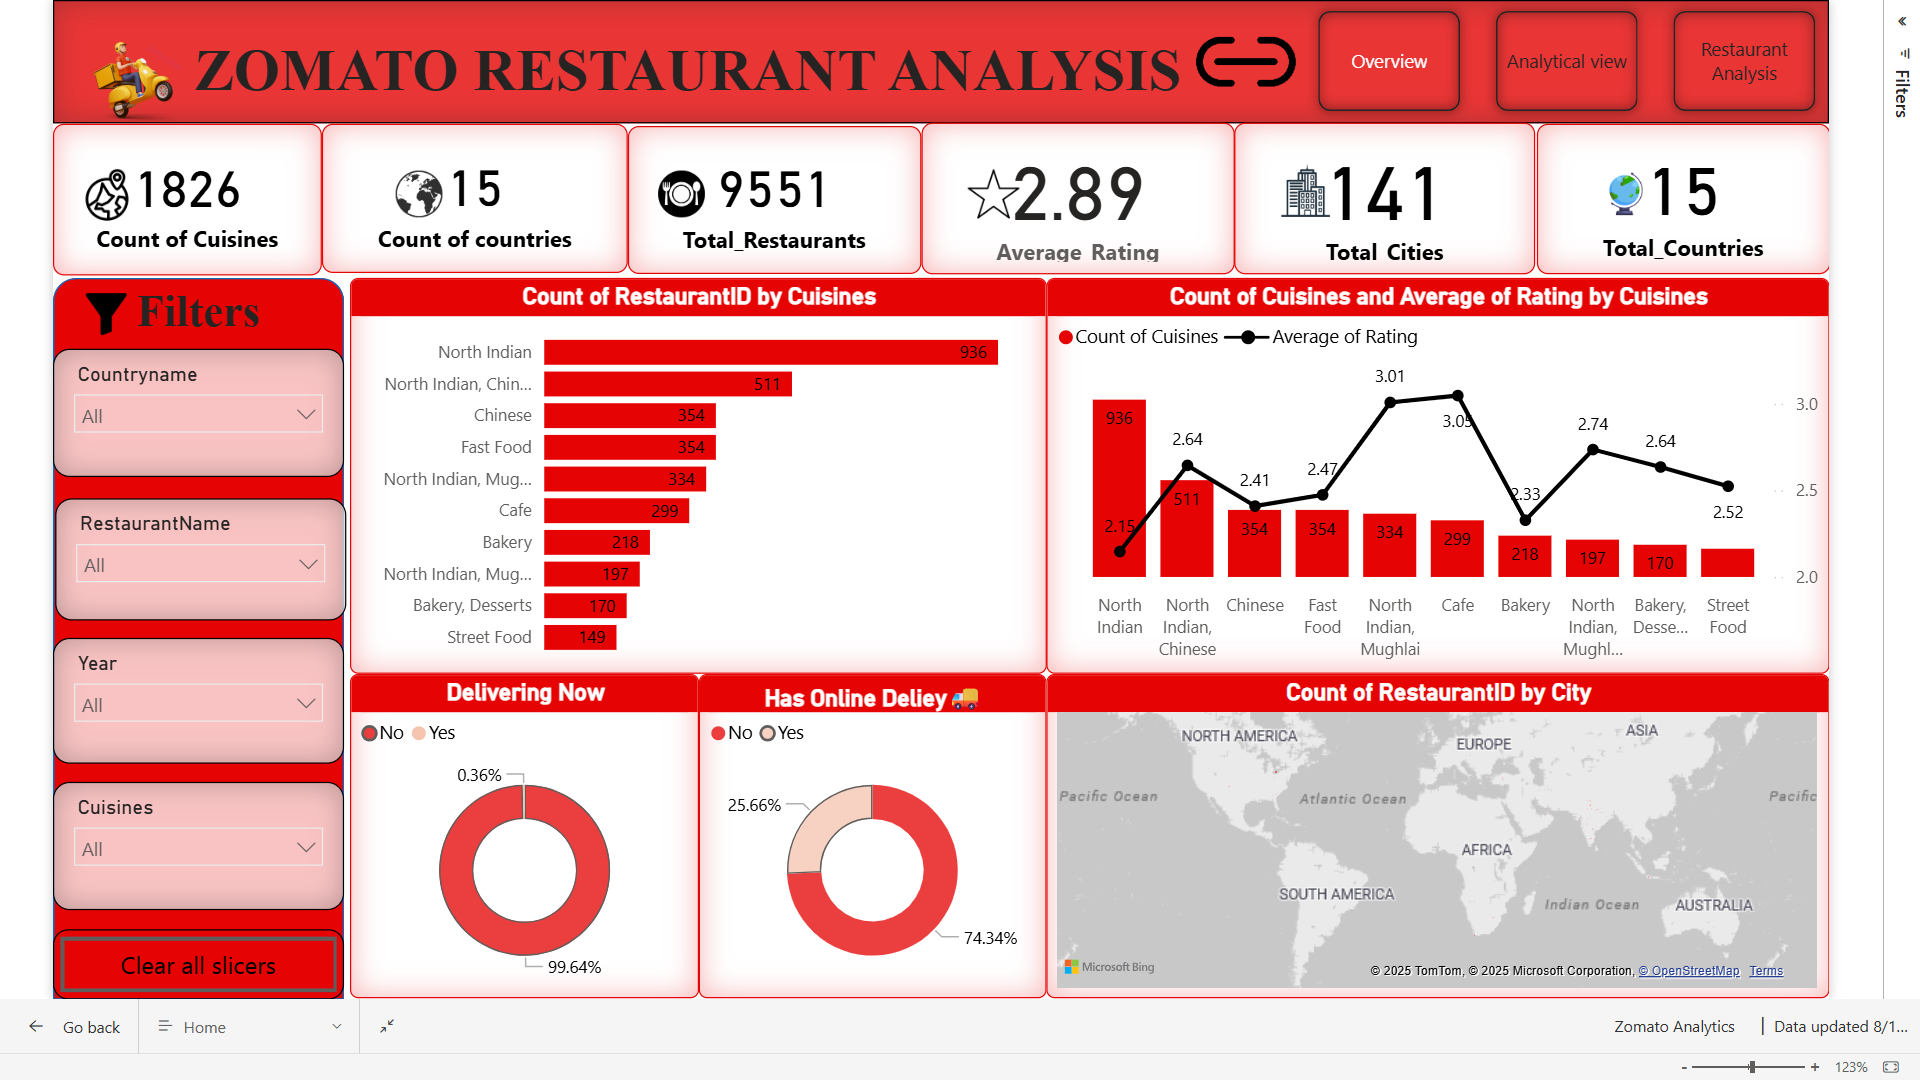 ZOMATO RESTAURANT ANALYSIS
Overview
Analytical view
Restaurant
Analysis
Filters
1826
Count of Cuisines
15
Count of countries
9551
Total_Restaurants
2.89
Average Rating
141
Total Cities
15
Total_Countries
Filters
Countryname
All
RestaurantName
All
Year
All
Cuisines
All
Clear all slicers
Count of RestaurantID by Cuisines
North Indian 936
North Indian, Chin... 511
Chinese 354
Fast Food 354
North Indian, Mug... 334
Cafe 299
Bakery 218
North Indian, Mug... 197
Bakery, Desserts 170
Street Food 149
Count of Cuisines and Average of Rating by Cuisines
Count of Cuisines Average of Rating
3.01
3.05
2.74
2.64
2.64
2.41
2.47
2.33
2.52
2.15
936
511
354
354
334
299
218
197
170
3.0
2.5
2.0
North Indian
North Indian, Chinese
Chinese
Fast Food
North Indian, Mughlai
Cafe
Bakery
North Indian, Mughl...
Bakery, Desse...
Street Food
Delivering Now
No Yes
0.36%
99.64%
Has Online Deliey
No Yes
25.66%
74.34%
Count of RestaurantID by City
NORTH AMERICA
EUROPE
ASIA
Pacific Ocean
Atlantic Ocean
Pacific
AFRICA
SOUTH AMERICA
Indian Ocean
AUSTRALIA
Microsoft Bing
© 2025 TomTom, © 2025 Microsoft Corporation, © OpenStreetMap Terms
Go back
Home
Zomato Analytics | Data updated 8/1...
- + 123%